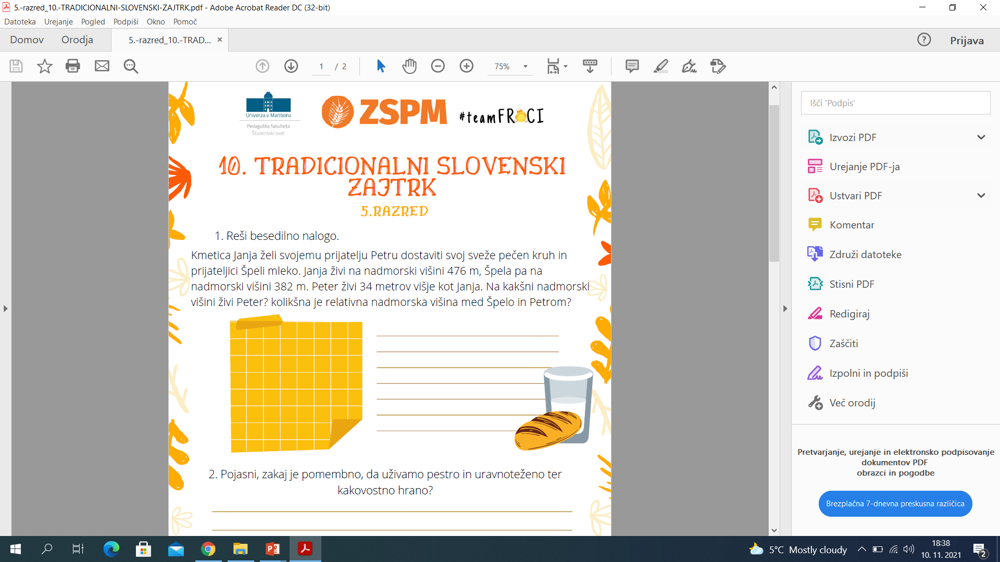 5.-razred_10.-TRADICIONALNI-SLOVENSKI-ZAJTRK.pdf - Adobe Acrobat Reader DC (32-bit)
Datoteka Urejanje Pogled Podpiši Okno Pomoč
Domov Orodja 5.-razred_10.-TRAD... × ? Prijava
1 / 2 75%
Univerza v Mariboru
Pedagoška fakulteta
Študentski svet
ZSPM
#teamFROCI
10. TRADICIONALNI SLOVENSKI
ZAJTRK
5.RAZRED
1. Reši besedilno nalogo.
Kmetica Janja želi svojemu prijatelju Petru dostaviti svoj sveže pečen kruh in
prijateljici Špeli mleko. Janja živi na nadmorski višini 476 m, Špela pa na
nadmorski višini 382 m. Peter živi 34 metrov višje kot Janja. Na kakšni nadmorski
višini živi Peter? kolikšna je relativna nadmorska višina med Špelo in Petrom?
2. Pojasni, zakaj je pomembno, da uživamo pestro in uravnoteženo ter
kakovostno hrano?
Išči 'Podpis'
Izvozi PDF
Urejanje PDF-ja
Ustvari PDF
Komentar
Združi datoteke
Stisni PDF
Redigiraj
Zaščiti
Izpolni in podpiši
Več orodij
Pretvarjanje, urejanje in elektronsko podpisovanje
dokumentov PDF
obrazci in pogodbe
Brezplačna 7-dnevna preskusna različica
5°C Mostly cloudy
18:38
10. 11. 2021
2